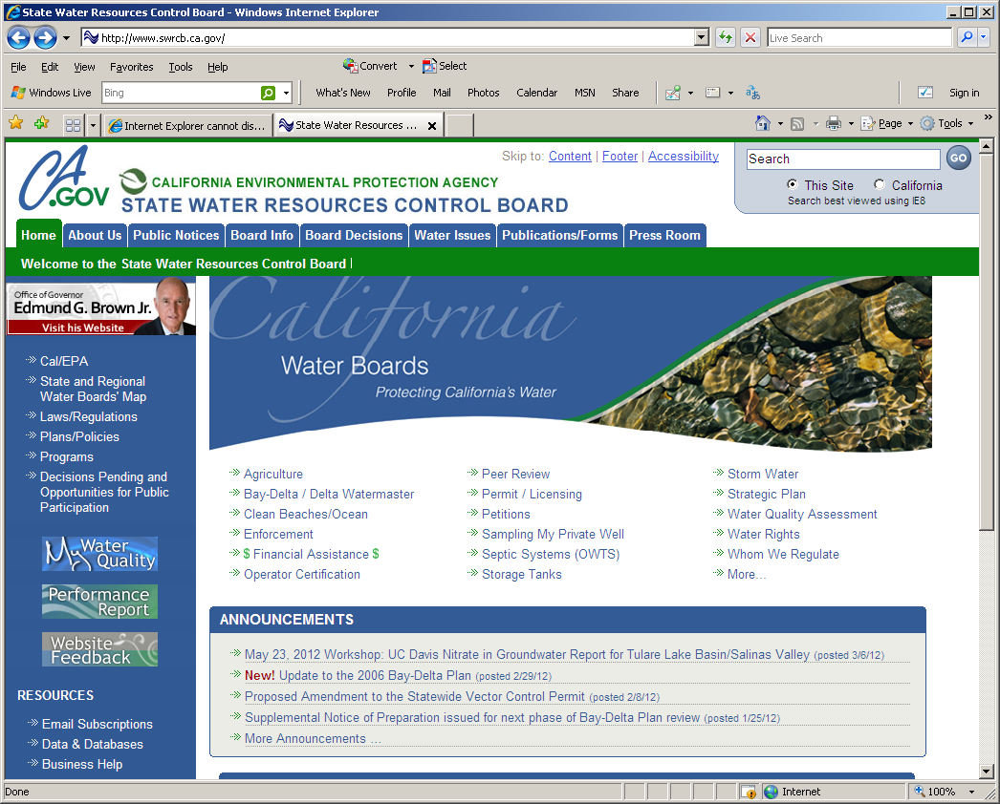 State Water Resources Control Board - Windows Internet Explorer
http://www.swrcb.ca.gov/
Live Search
File Edit View Favorites Tools Help
Convert
Select
Windows Live
Bing
What's New Profile Mail Photos Calendar MSN Share
Sign in
Internet Explorer cannot dis...
State Water Resources ...
Page
Tools
CA
.GOV
CALIFORNIA ENVIRONMENTAL PROTECTION AGENCY
STATE WATER RESOURCES CONTROL BOARD
Skip to: Content | Footer | Accessibility
Search
GO
This Site
California
Search best viewed using IE8
Home
About Us
Public Notices
Board Info
Board Decisions
Water Issues
Publications/Forms
Press Room
Welcome to the State Water Resources Control Board |
Office of Governor
Edmund G. Brown Jr.
Visit his Website
Cal/EPA
State and Regional
Water Boards' Map
Laws/Regulations
Plans/Policies
Programs
Decisions Pending and
Opportunities for Public
Participation
My Water
Quality
Performance
Report
Website
Feedback
RESOURCES
Email Subscriptions
Data & Databases
Business Help
California
Water Boards
Protecting California's Water
Agriculture
Bay-Delta / Delta Watermaster
Clean Beaches/Ocean
Enforcement
$ Financial Assistance $
Operator Certification
Peer Review
Permit / Licensing
Petitions
Sampling My Private Well
Septic Systems (OWTS)
Storage Tanks
Storm Water
Strategic Plan
Water Quality Assessment
Water Rights
Whom We Regulate
More...
ANNOUNCEMENTS
May 23, 2012 Workshop: UC Davis Nitrate in Groundwater Report for Tulare Lake Basin/Salinas Valley (posted 3/6/12)
New! Update to the 2006 Bay-Delta Plan (posted 2/29/12)
Proposed Amendment to the Statewide Vector Control Permit (posted 2/8/12)
Supplemental Notice of Preparation issued for next phase of Bay-Delta Plan review (posted 1/25/12)
More Announcements ...
Done
Internet
100%